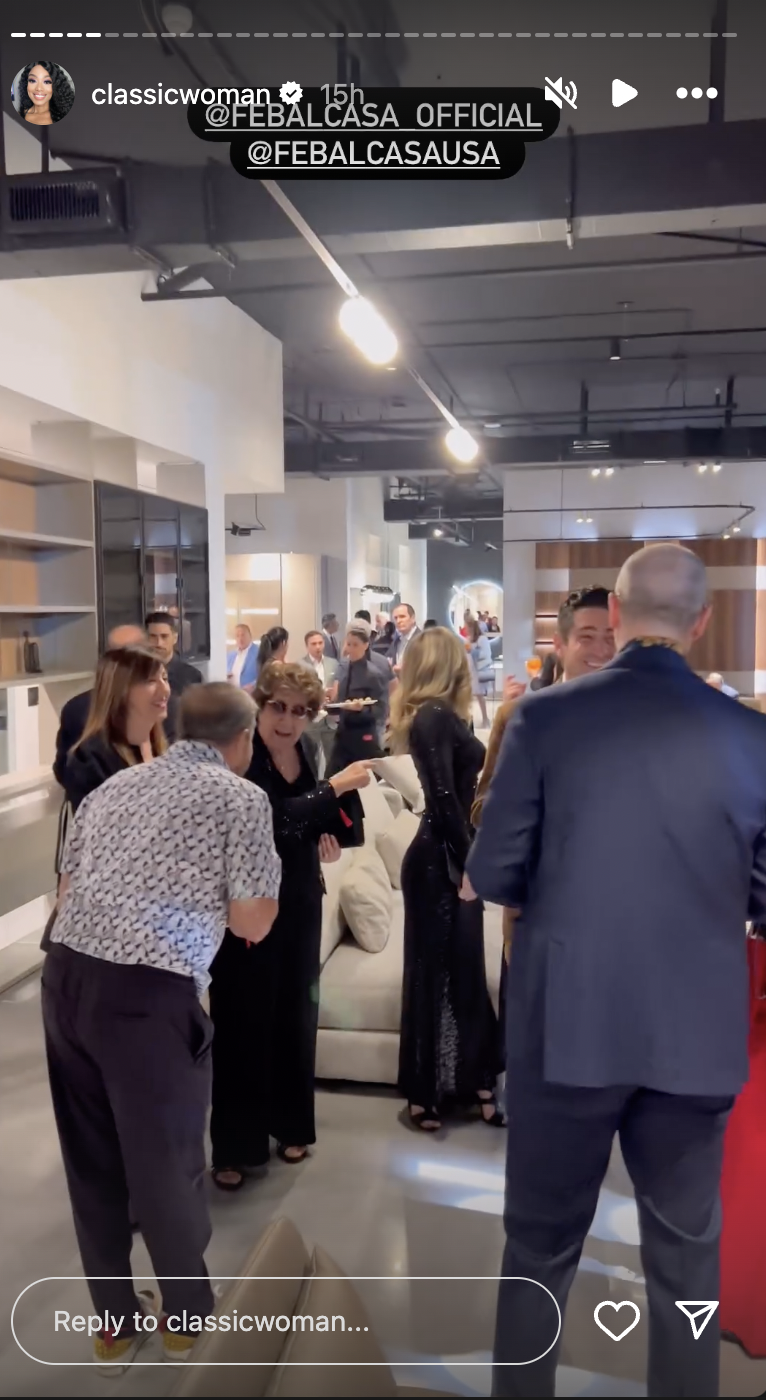 classicwoman 15h
@FEBALCASA_OFFICIAL
@FEBALCASAUSA
Reply to classicwoman...